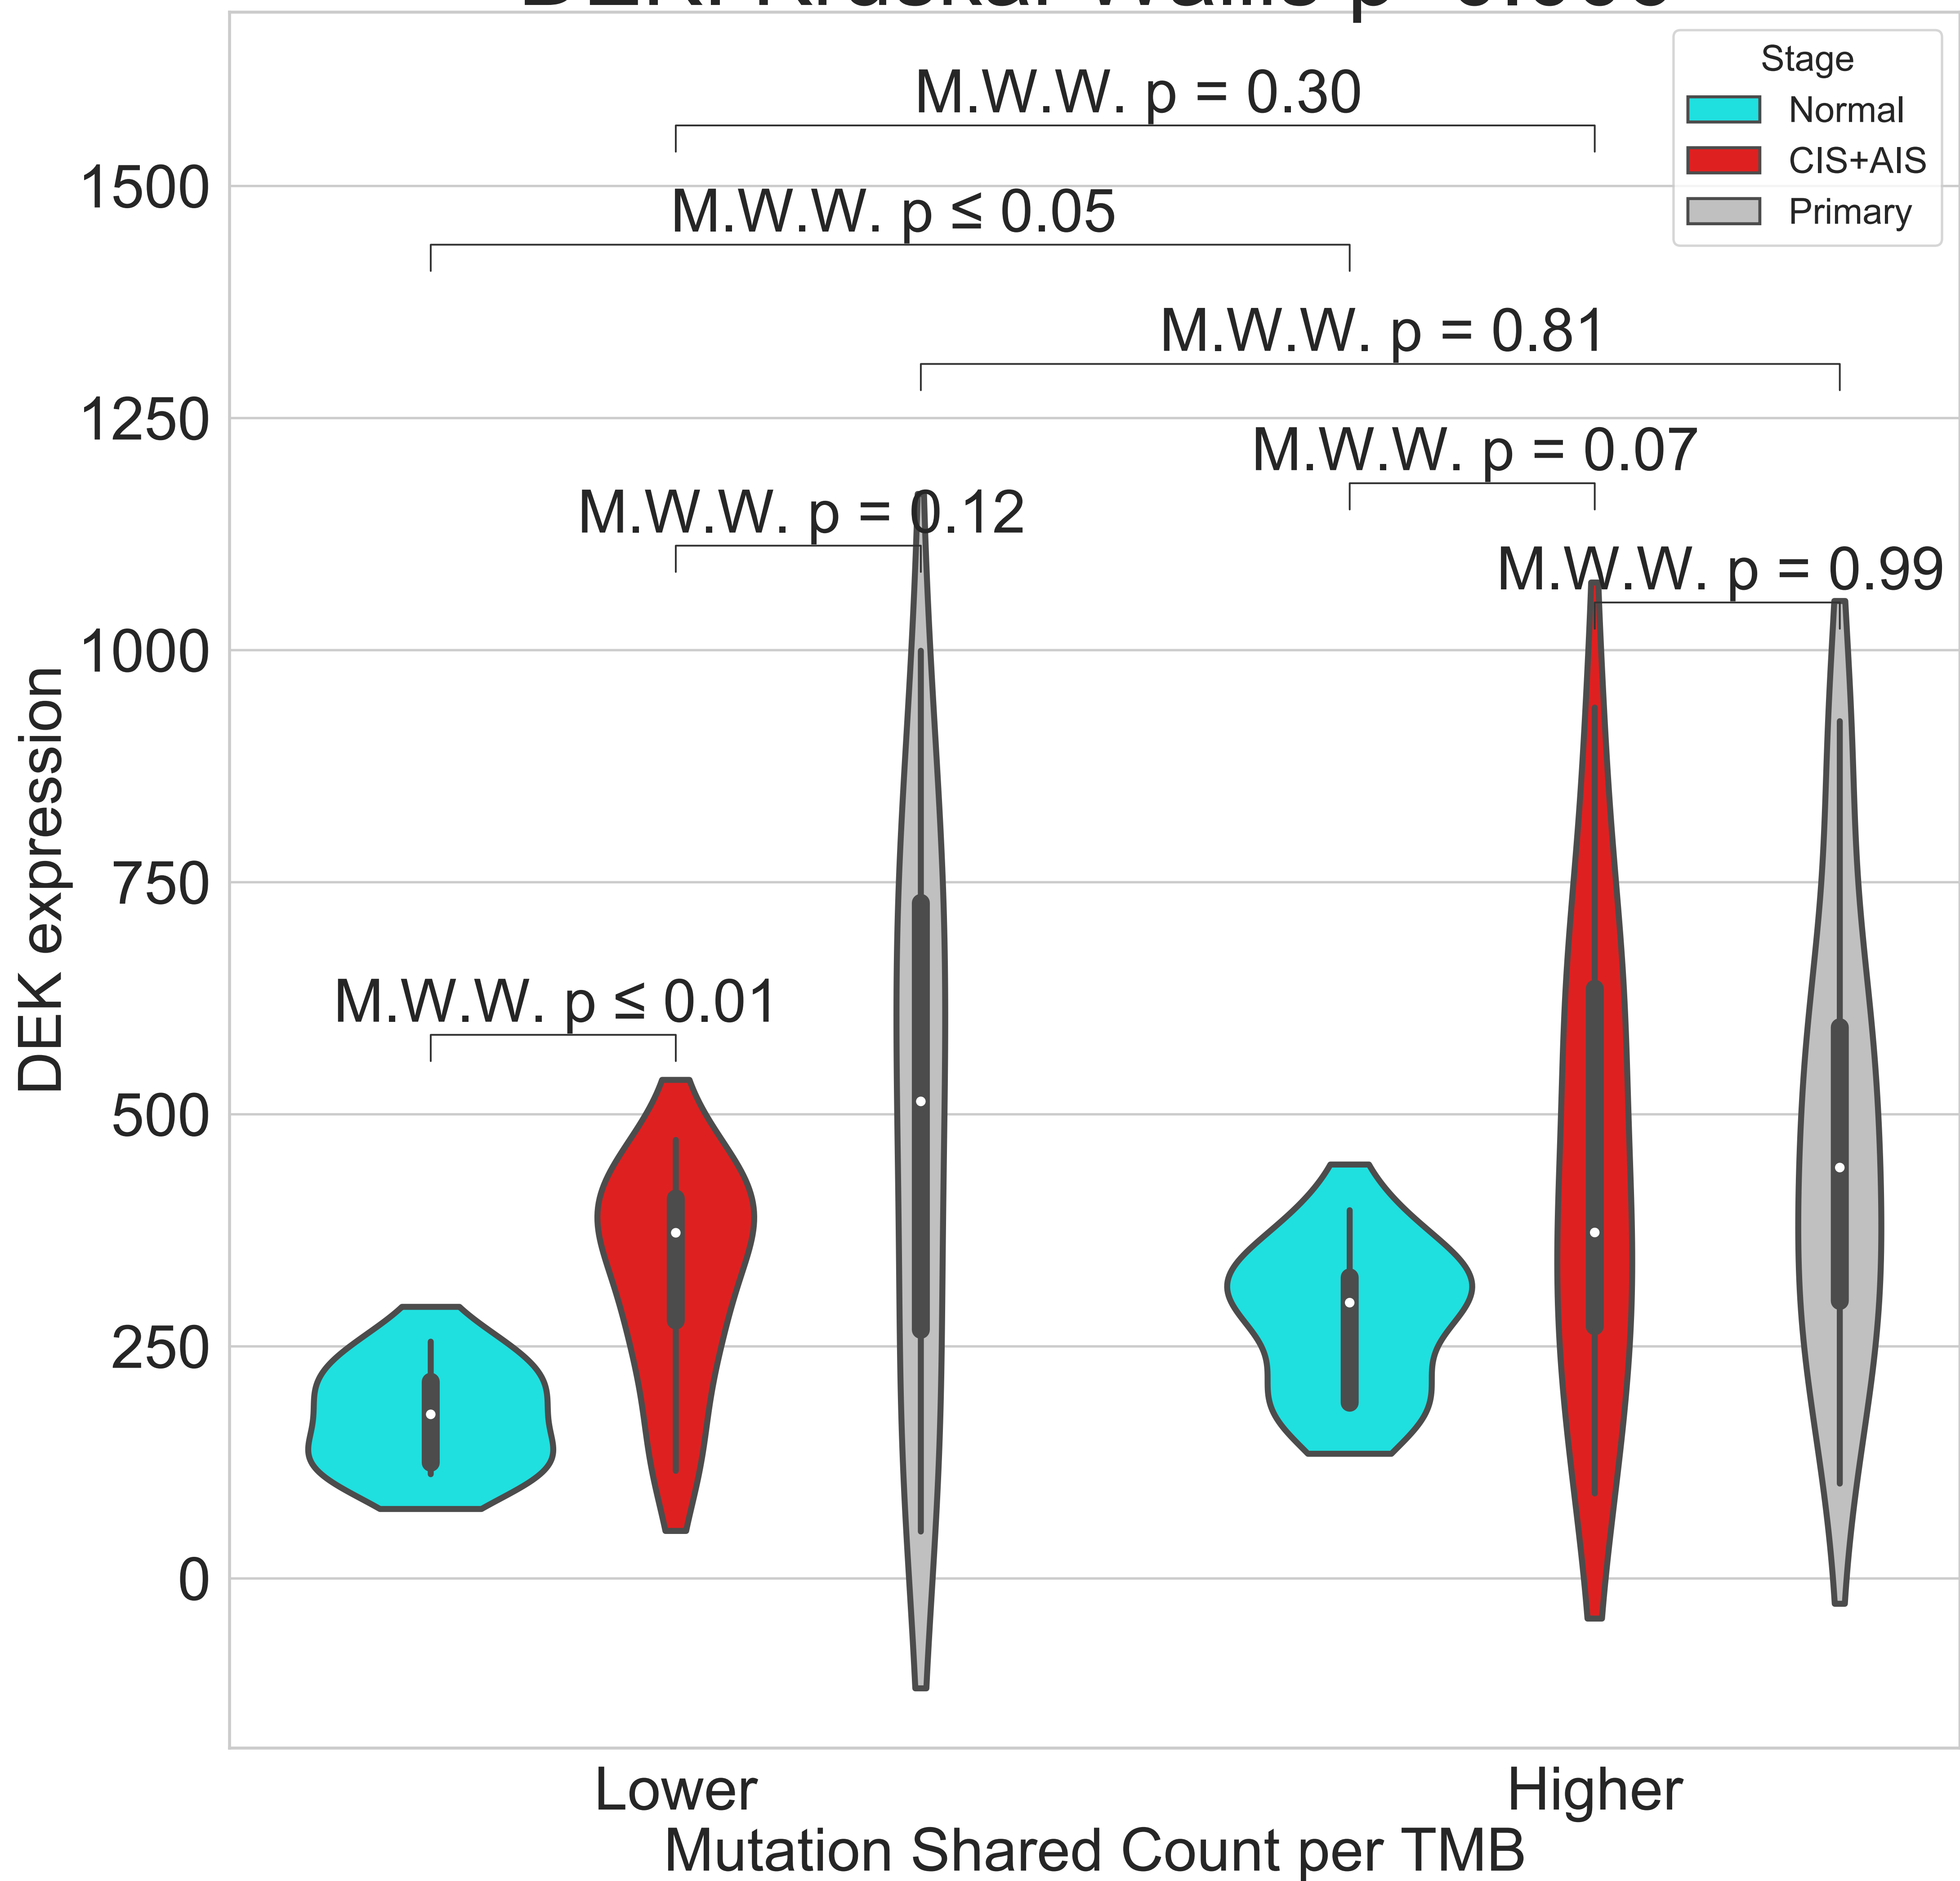 M.W.W. p = 0.30
M.W.W. p ≤ 0.05
M.W.W. p = 0.81
M.W.W. p = 0.07
M.W.W. p = 0.12
M.W.W. p = 0.99
M.W.W. p ≤ 0.01
Stage
Normal
CIS+AIS
Primary
1500
1250
1000
750
500
250
0
DEK expression
Lower
Higher
Mutation Shared Count per TMB